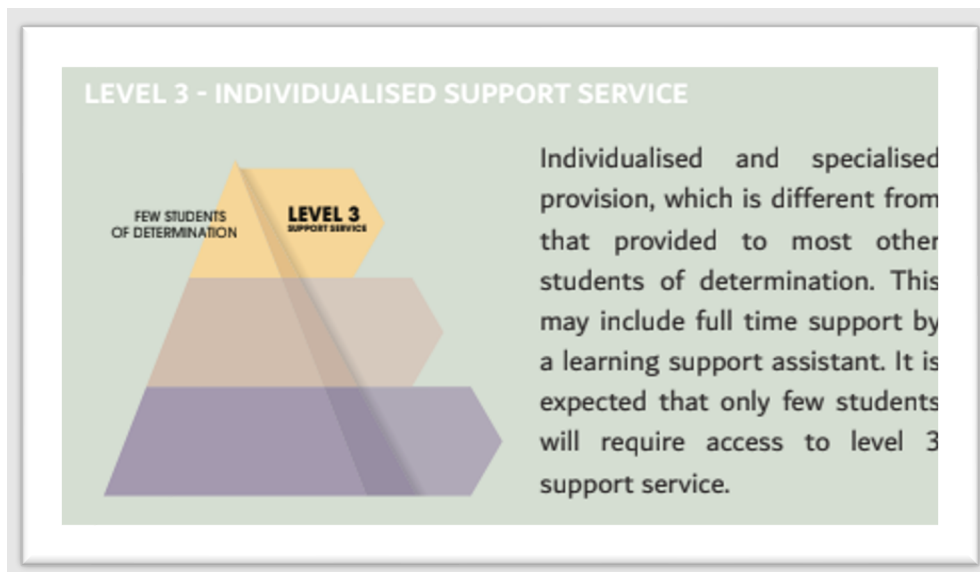 LEVEL 3 - INDIVIDUALISED SUPPORT SERVICE
FEW STUDENTS
OF DETERMINATION
LEVEL 3
SUPPORT SERVICE
Individualised and specialised
provision, which is different from
that provided to most other
students of determination. This
may include full time support by
a learning support assistant. It is
expected that only few students
will require access to level 3
support service.